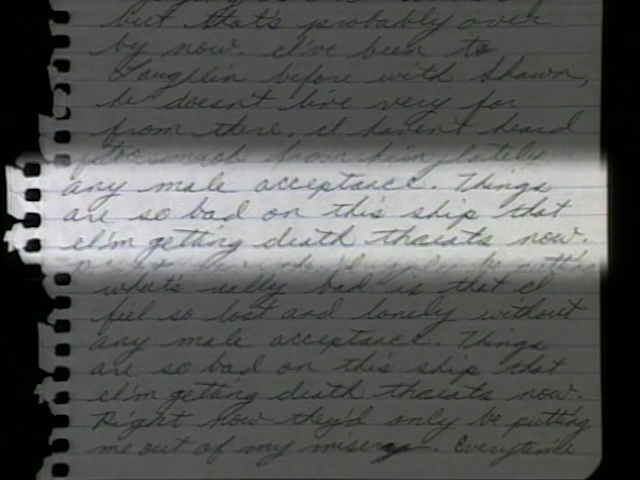 but that's probably over
by now. I've been to
Laughlin before with Shawn,
he doesn't live very far
from there. I haven't heard
from him lately
any male acceptance. Things
are so bad on this ship that
I'm getting death threats now.
what's really bad is that I
feel so lost and lonely without
any male acceptance. Things
are so bad on this ship that
I'm getting death threats now.
Right now they'd only be putting
me out of my misery. Everytime